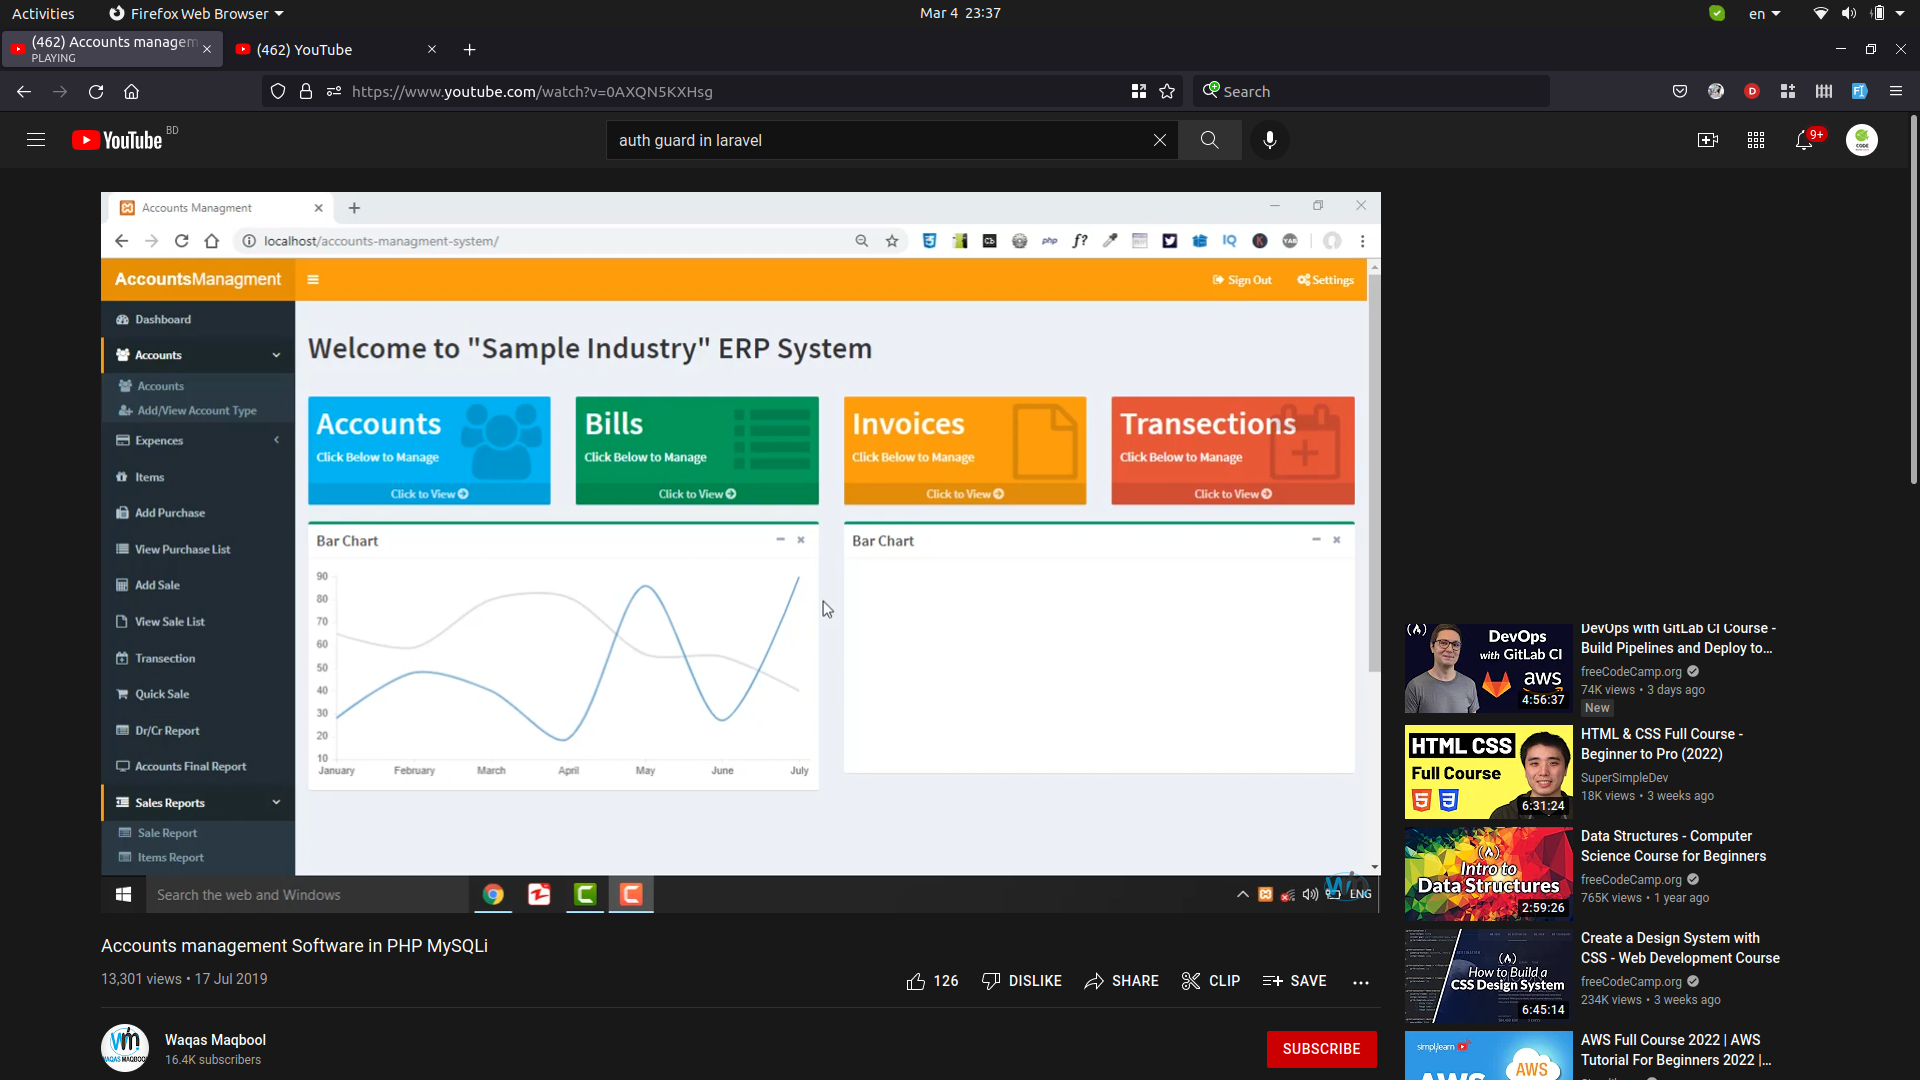 Activities
Firefox Web Browser
Mar 4 23:37
en
(462) Accounts managem
PLAYING
(462) YouTube
https://www.youtube.com/watch?v=0AXQN5KXHsg
Search
YouTube BD
auth guard in laravel
9+
Accounts Managment
localhost/accounts-managment-system/
AccountsManagment
Sign Out
Settings
Dashboard
Accounts
Accounts
Add/View Account Type
Expences
Items
Add Purchase
View Purchase List
Add Sale
View Sale List
Transection
Quick Sale
Dr/Cr Report
Accounts Final Report
Sales Reports
Sale Report
Items Report
Welcome to "Sample Industry" ERP System
Accounts
Click Below to Manage
Click to View
Bills
Click Below to Manage
Click to View
Invoices
Click Below to Manage
Click to View
Transections
Click Below to Manage
Click to View
Bar Chart
90
80
70
60
50
40
30
20
10
January February March April May June July
Bar Chart
Search the web and Windows
ENG
Accounts management Software in PHP MySQLi
13,301 views • 17 Jul 2019
126
DISLIKE
SHARE
CLIP
SAVE
Waqas Maqbool
16.4K subscribers
SUBSCRIBE
DevOps
with GitLab CI
aws
4:56:37
DevOps with GitLab CI Course -
Build Pipelines and Deploy to...
freeCodeCamp.org
74K views • 3 days ago
New
HTML CSS
Full Course
6:31:24
HTML & CSS Full Course -
Beginner to Pro (2022)
SuperSimpleDev
18K views • 3 weeks ago
Intro to
Data Structures
2:59:26
Data Structures - Computer
Science Course for Beginners
freeCodeCamp.org
765K views • 1 year ago
How to Build a
CSS Design System
6:45:14
Create a Design System with
CSS - Web Development Course
freeCodeCamp.org
234K views • 3 weeks ago
simplilearn
AWS
AWS
AWS Full Course 2022 | AWS
Tutorial For Beginners 2022 |...